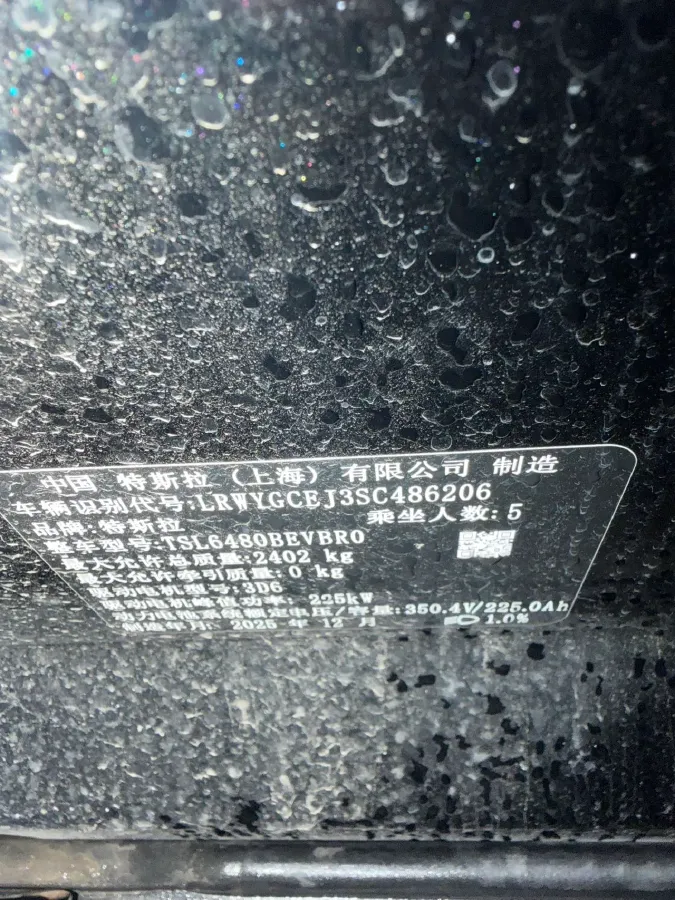 中国 特斯拉（上海）有限公司 制造
车辆识别代号:LRWYGCEJ3SC486206
品牌:特斯拉 乘坐人数:5
整车型号:TSL6480BEVBR0
最大允许总质量:2402 kg
最大允许牵引质量:0 kg
驱动电机型号:3D6
驱动电机峰值功率: 225kW
动力电池系统额定电压/容量:350.4V/225.0Ah
制造年月: 2025 年 12 月 1.0%